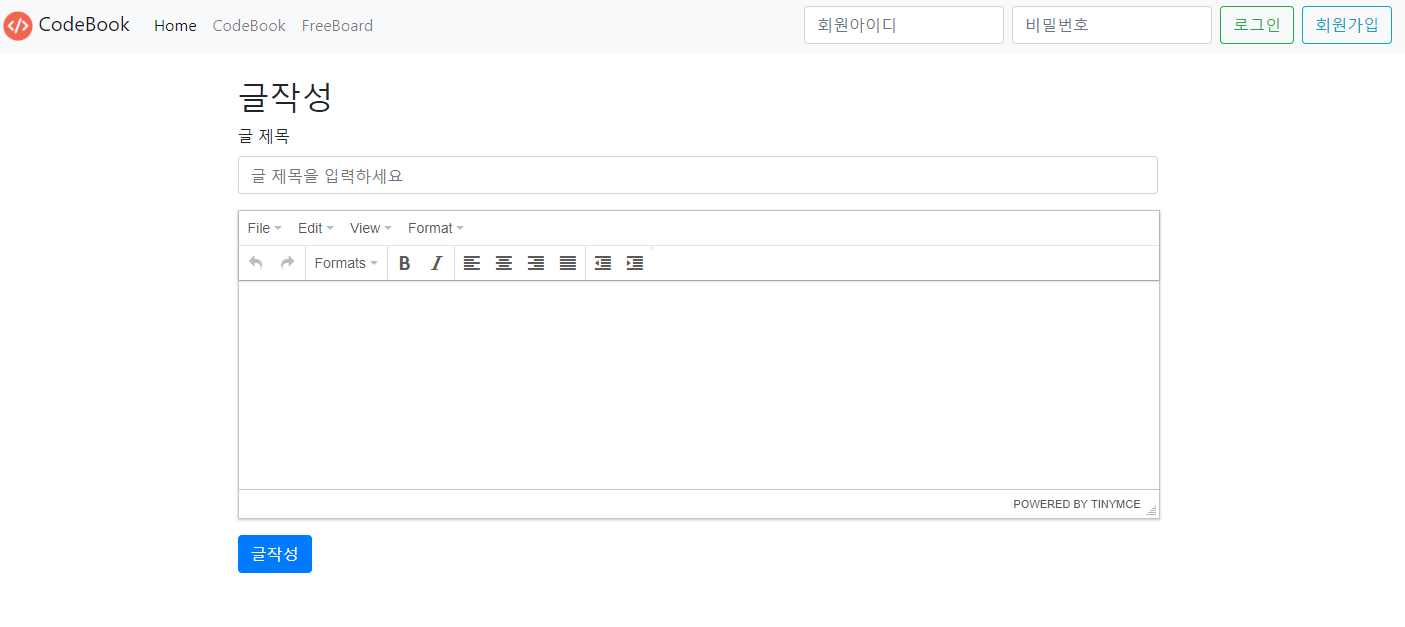 CodeBook Home CodeBook FreeBoard 회원아이디 비밀번호 로그인 회원가입
글작성
글 제목
글 제목을 입력하세요
File Edit View Format
Formats B I
POWERED BY TINYMCE
글작성